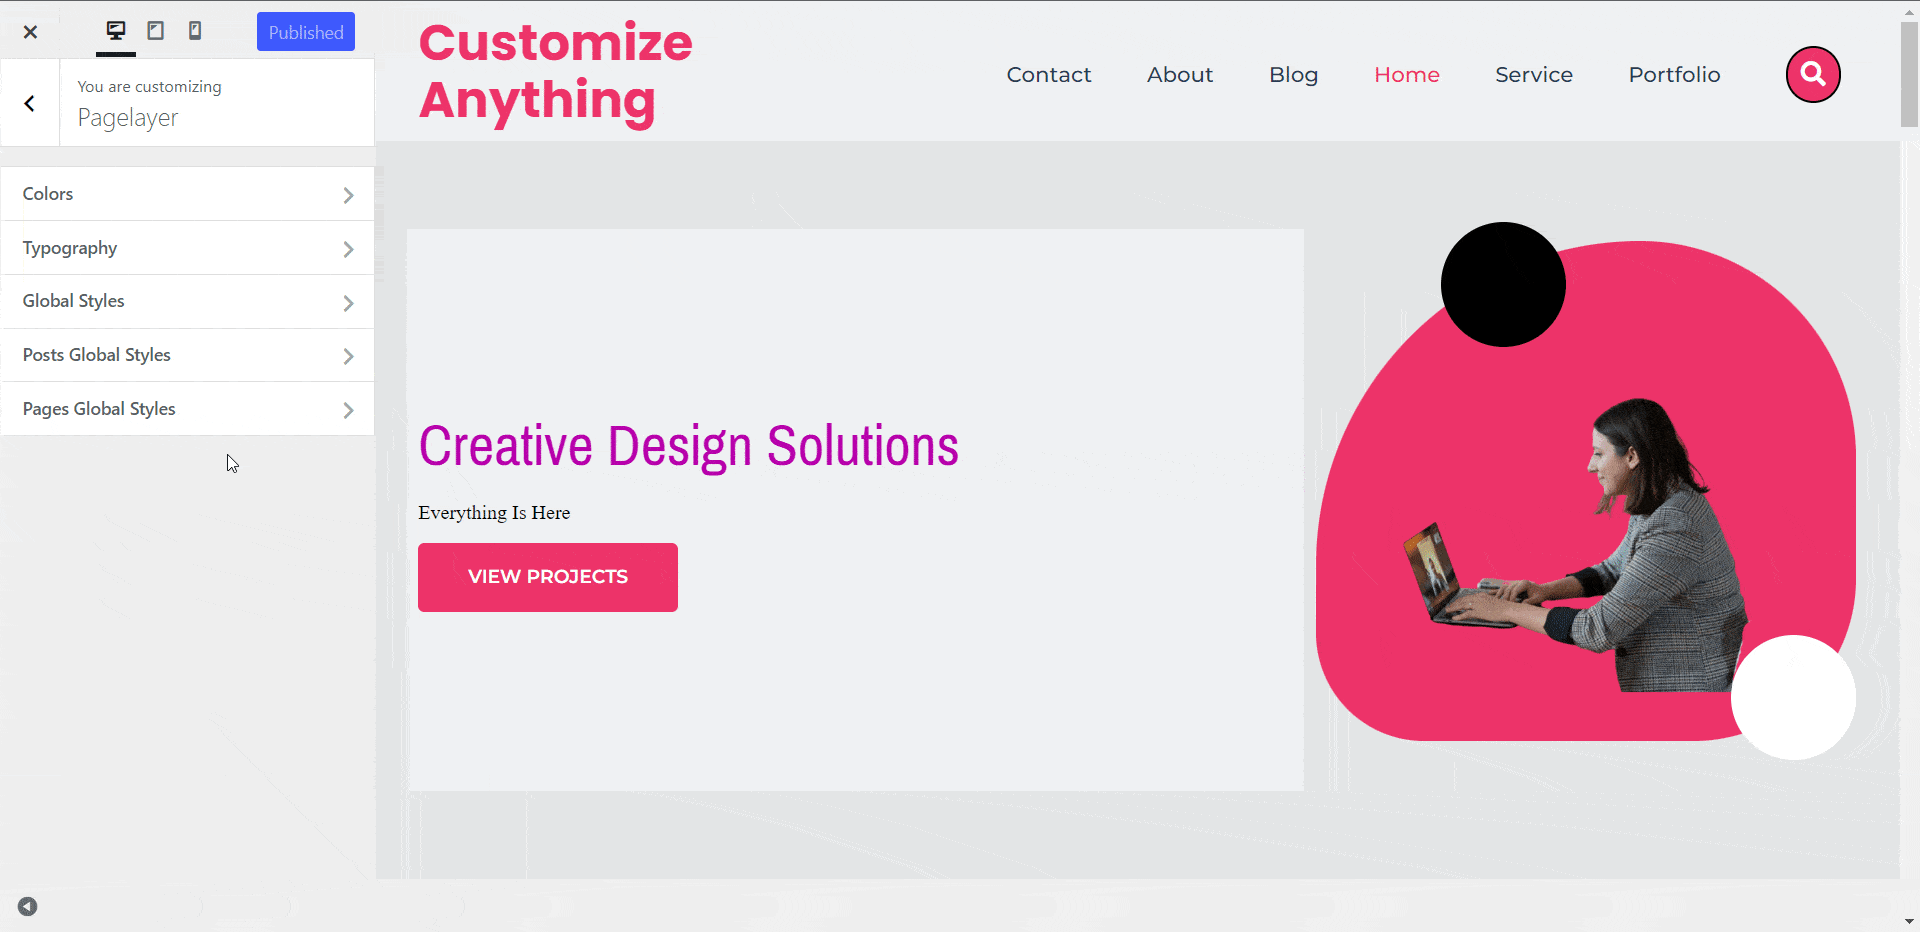 Published
You are customizing
Pagelayer
Colors
Typography
Global Styles
Posts Global Styles
Pages Global Styles
Customize
Anything
Contact About Blog Home Service Portfolio
Creative Design Solutions
Everything Is Here
VIEW PROJECTS